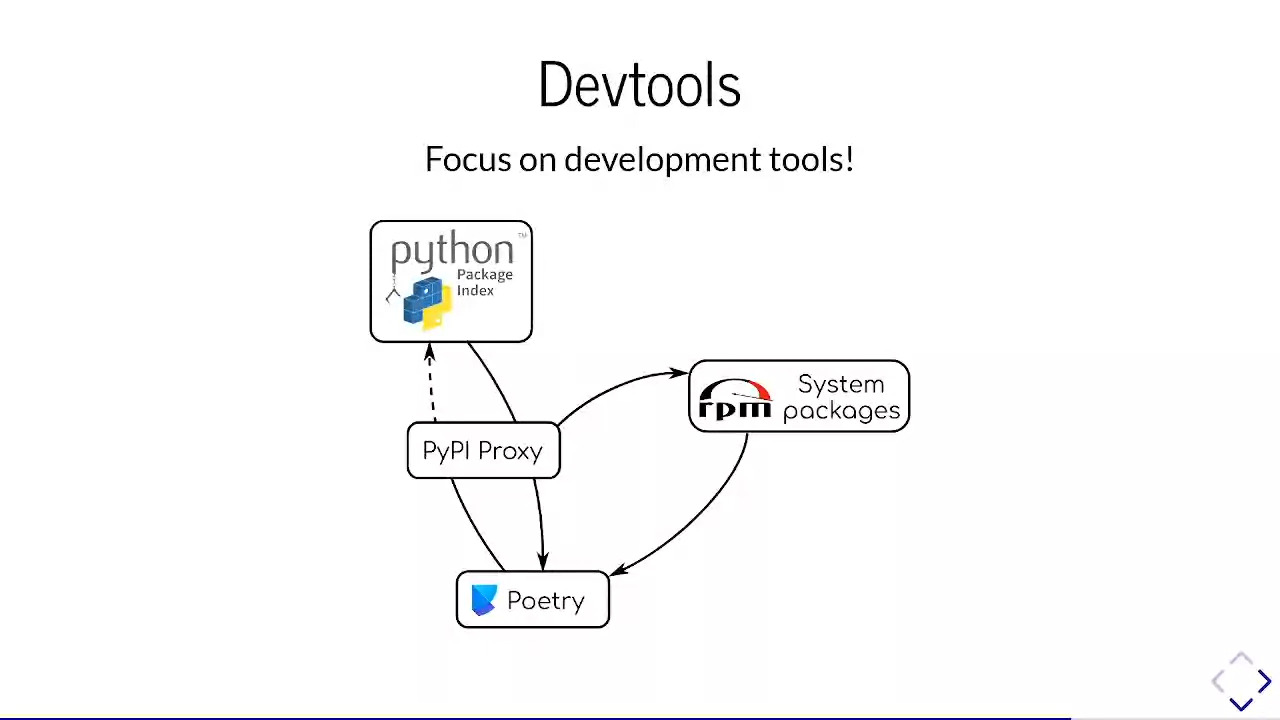 Devtools
Focus on development tools!
python™
Package
Index
rpm
System
packages
PyPI Proxy
Poetry